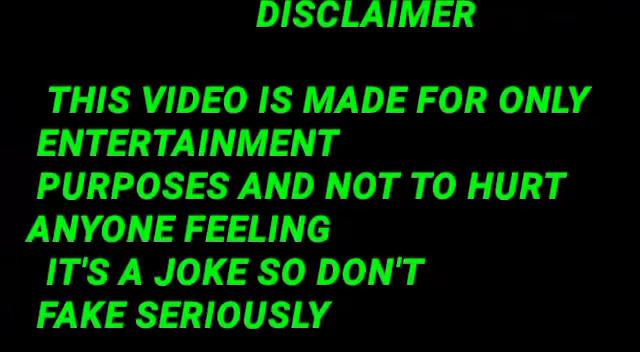 DISCLAIMER
THIS VIDEO IS MADE FOR ONLY
ENTERTAINMENT
PURPOSES AND NOT TO HURT
ANYONE FEELING
IT'S A JOKE SO DON'T
FAKE SERIOUSLY